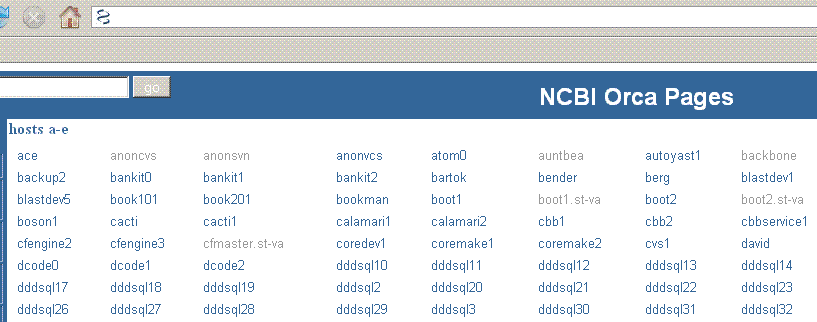 go
NCBI Orca Pages
hosts a-e
ace anoncvs anonsvn anonvcs atom0 auntbea autoyast1 backbone
backup2 bankit0 bankit1 bankit2 bartok bender berg blastdev1
blastdev5 book101 book201 bookman boot1 boot1.st-va boot2 boot2.st-va
boson1 cacti cacti1 calamari1 calamari2 cbb1 cbb2 cbbservice1
cfengine2 cfengine3 cfmaster.st-va coredev1 coremake1 coremake2 cvs1 david
dcode0 dcode1 dcode2 dddsql10 dddsql11 dddsql12 dddsql13 dddsql14
dddsql17 dddsql18 dddsql19 dddsql2 dddsql20 dddsql21 dddsql22 dddsql23
dddsql26 dddsql27 dddsql28 dddsql29 dddsql3 dddsql30 dddsql31 dddsql32